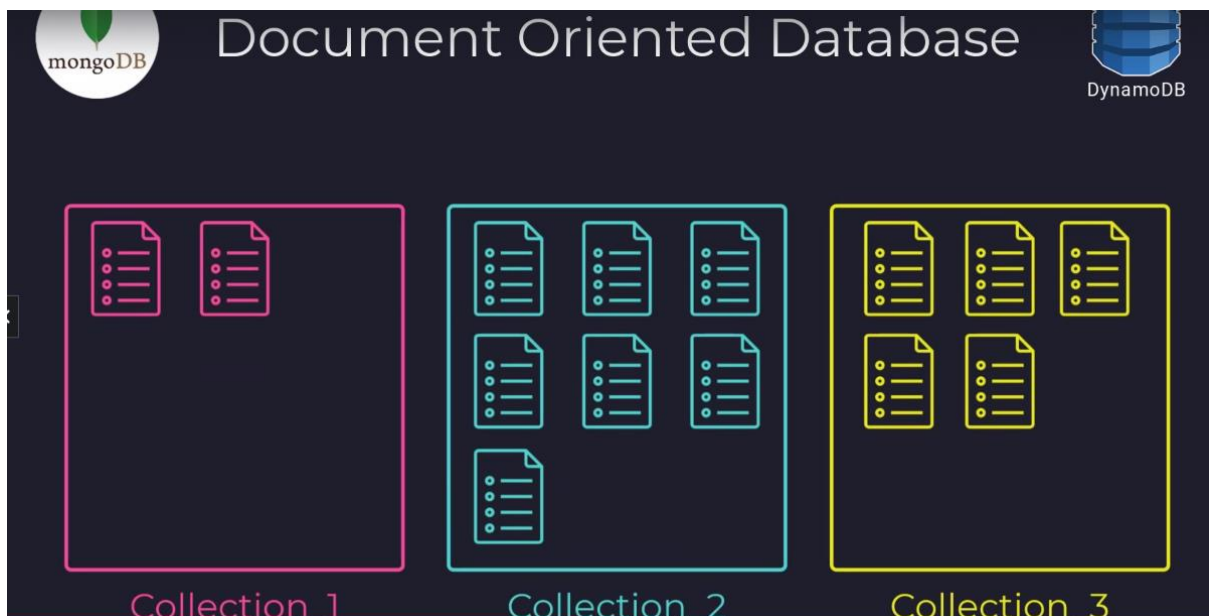 mongoDB
Document Oriented Database
DynamoDB
Collection 1
Collection 2
Collection 3